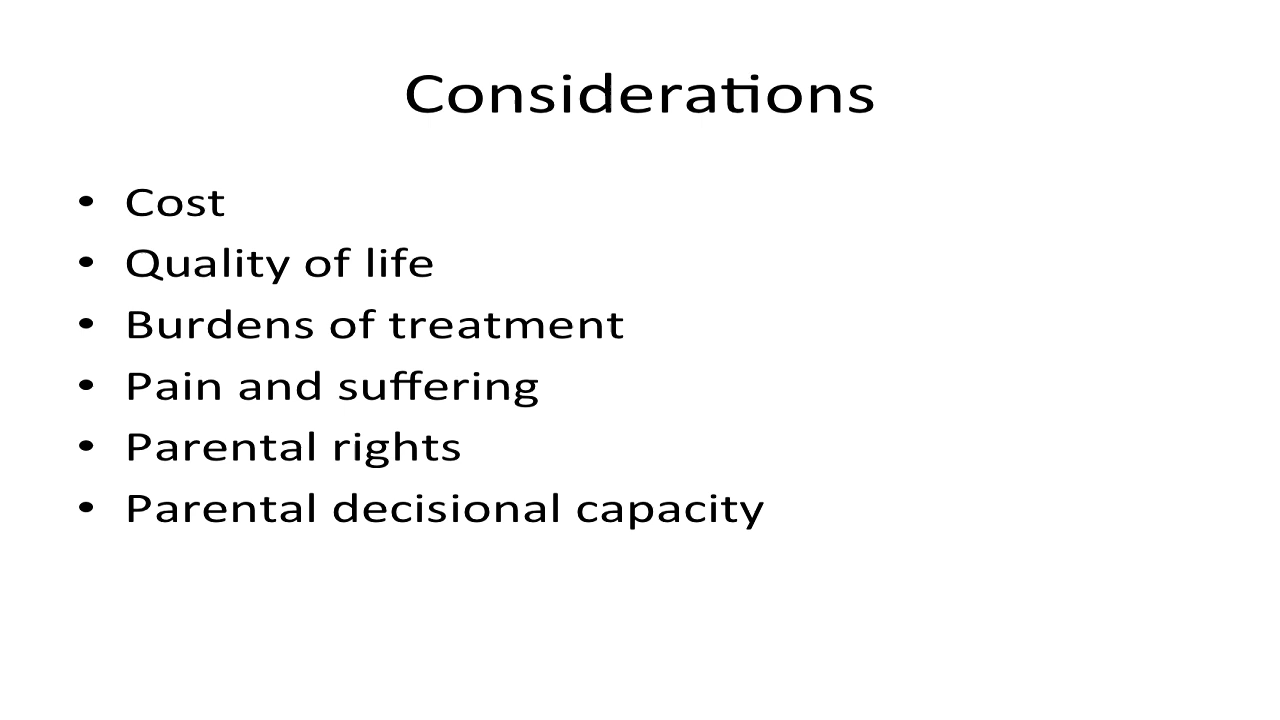 Considerations
• Cost
• Quality of life
• Burdens of treatment
• Pain and suffering
• Parental rights
• Parental decisional capacity